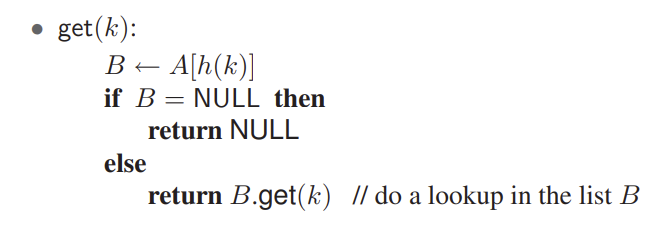 • get(k):
B ← A[h(k)]
if B = NULL then
return NULL
else
return B.get(k) // do a lookup in the list B